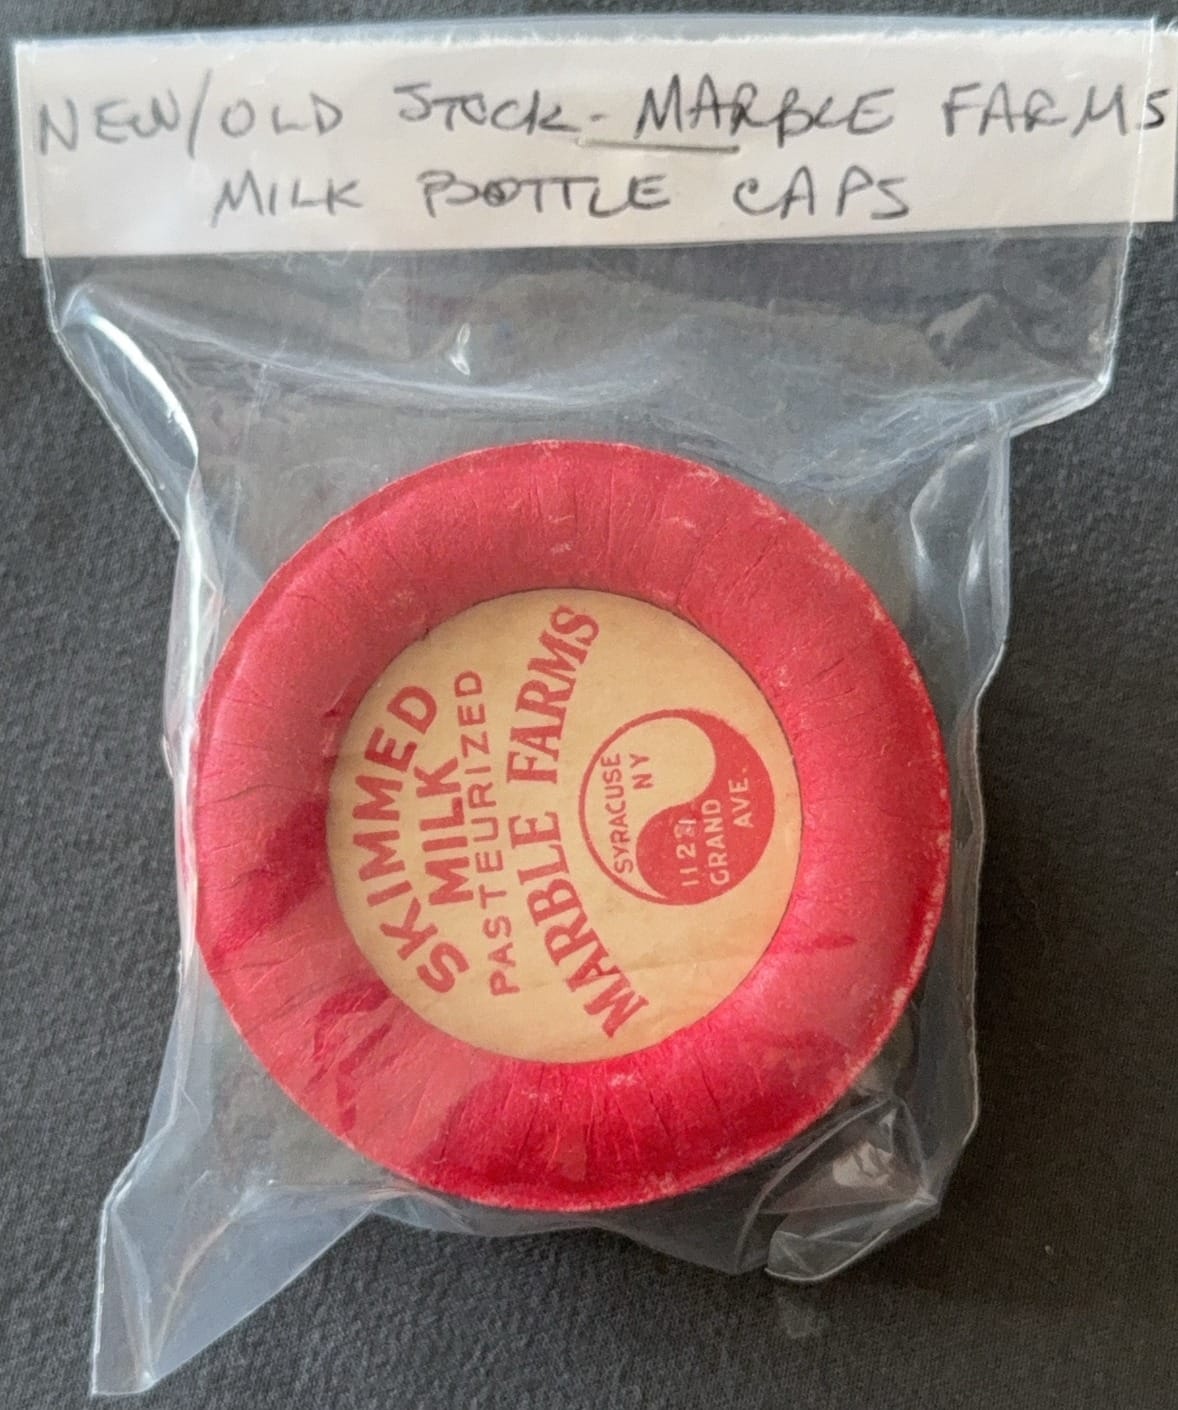 NEW/OLD STOCK - MARBLE FARMS
MILK BOTTLE CAPS
SKIMMED
MILK
PASTEURIZED
MARBLE FARMS
SYRACUSE
NY
GRAND
AVE.